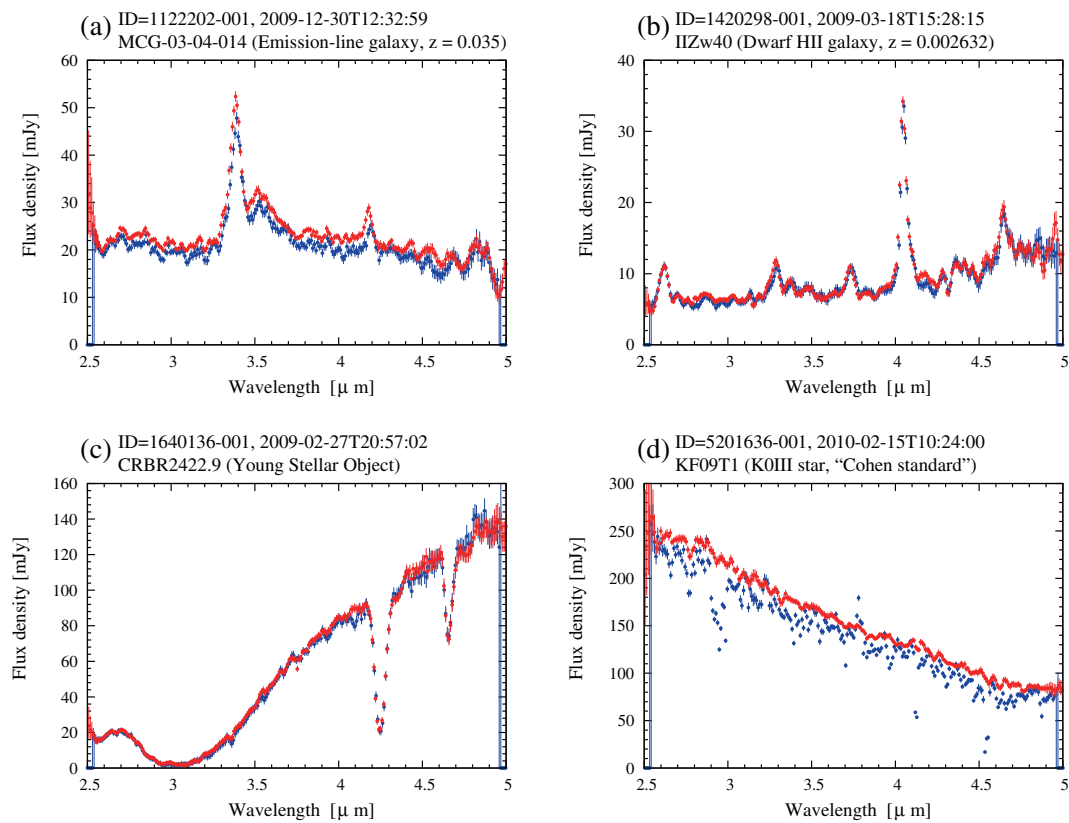 (a) ID=1122202-001, 2009-12-30T12:32:59
MCG-03-04-014 (Emission-line galaxy, z = 0.035)
60
50
40
30
20
10
0
Flux density [mJy]
2.5 3 3.5 4 4.5 5
Wavelength [μ m]
(b) ID=1420298-001, 2009-03-18T15:28:15
IIZw40 (Dwarf HII galaxy, z = 0.002632)
40
30
20
10
0
Flux density [mJy]
2.5 3 3.5 4 4.5 5
Wavelength [μ m]
(c) ID=1640136-001, 2009-02-27T20:57:02
CRBR2422.9 (Young Stellar Object)
160
140
120
100
80
60
40
20
0
Flux density [mJy]
2.5 3 3.5 4 4.5 5
Wavelength [μ m]
(d) ID=5201636-001, 2010-02-15T10:24:00
KF09T1 (K0III star, “Cohen standard”)
300
250
200
150
100
50
0
Flux density [mJy]
2.5 3 3.5 4 4.5 5
Wavelength [μ m]